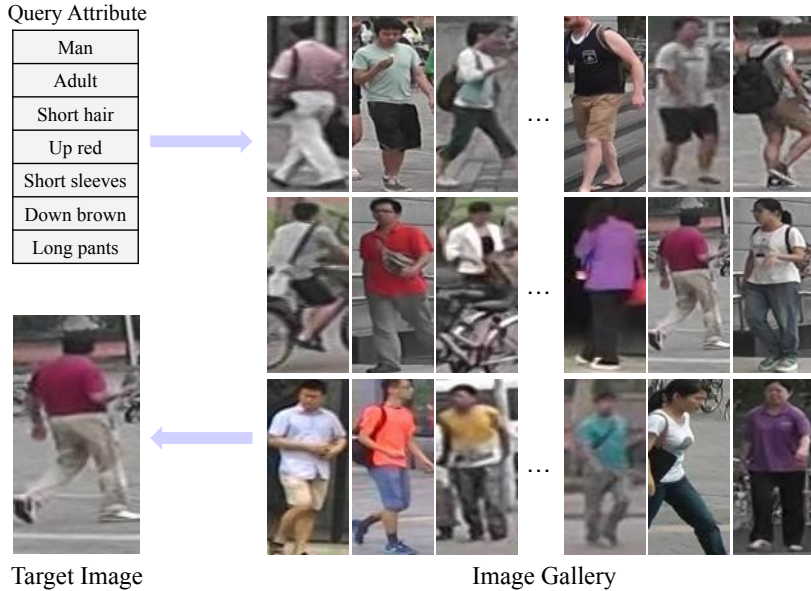 Query Attribute
Man
Adult
Short hair
Up red
Short sleeves
Down brown
Long pants
...
...
...
Target Image
Image Gallery